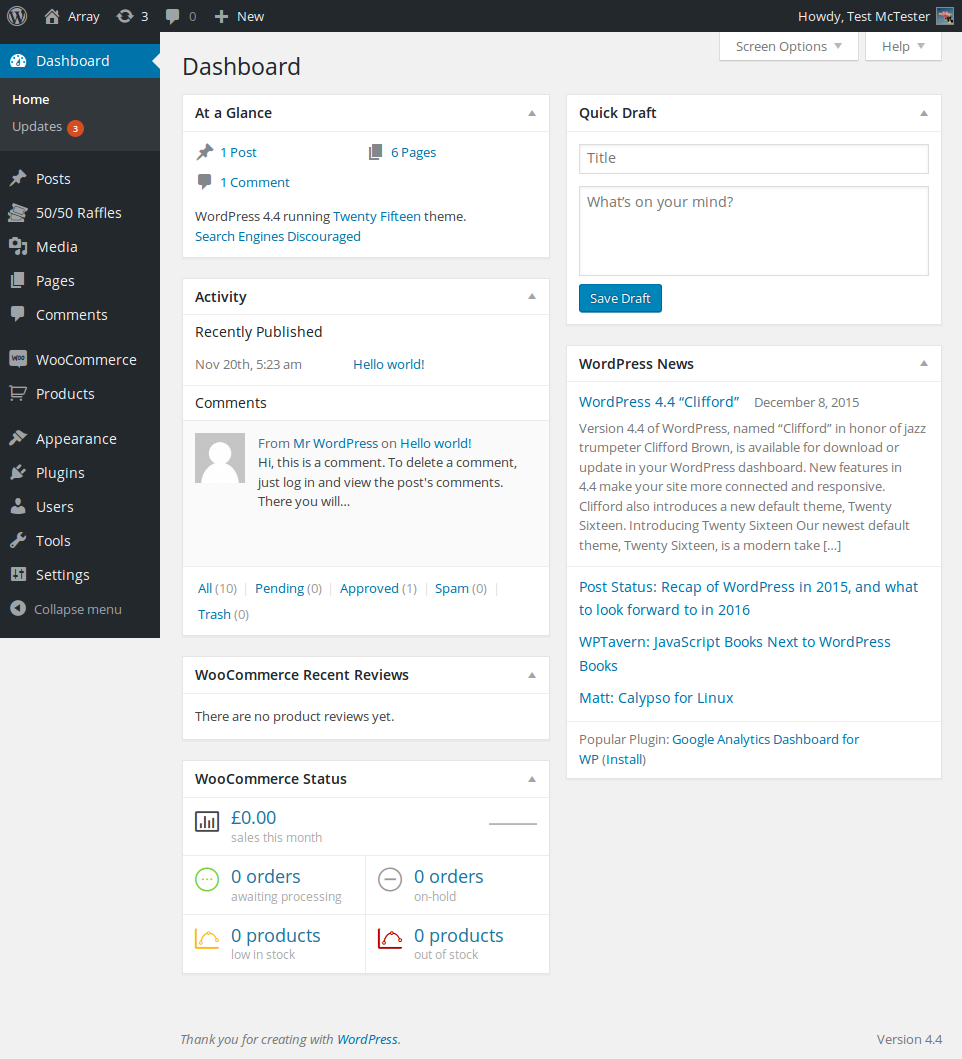 Array 3 0 New Howdy, Test McTester
Screen Options Help
Dashboard
Home
Updates 3
Posts
50/50 Raffles
Media
Pages
Comments
WOO WooCommerce
Products
Appearance
Plugins
Users
Tools
Settings
Collapse menu
Dashboard
At a Glance
1 Post 6 Pages
1 Comment
WordPress 4.4 running Twenty Fifteen theme.
Search Engines Discouraged
Activity
Recently Published
Nov 20th, 5:23 am Hello world!
Comments
From Mr WordPress on Hello world!
Hi, this is a comment. To delete a comment,
just log in and view the post's comments.
There you will...
All (10) | Pending (0) | Approved (1) | Spam (0) |
Trash (0)
WooCommerce Recent Reviews
There are no product reviews yet.
WooCommerce Status
£0.00
sales this month
0 orders
awaiting processing
0 orders
on-hold
0 products
low in stock
0 products
out of stock
Quick Draft
Title
What’s on your mind?
Save Draft
WordPress News
WordPress 4.4 “Clifford” December 8, 2015
Version 4.4 of WordPress, named “Clifford” in honor of jazz
trumpeter Clifford Brown, is available for download or
update in your WordPress dashboard. New features in
4.4 make your site more connected and responsive.
Clifford also introduces a new default theme, Twenty
Sixteen. Introducing Twenty Sixteen Our newest default
theme, Twenty Sixteen, is a modern take […]
Post Status: Recap of WordPress in 2015, and what
to look forward to in 2016
WPTavern: JavaScript Books Next to WordPress
Books
Matt: Calypso for Linux
Popular Plugin: Google Analytics Dashboard for
WP (Install)
Thank you for creating with WordPress. Version 4.4